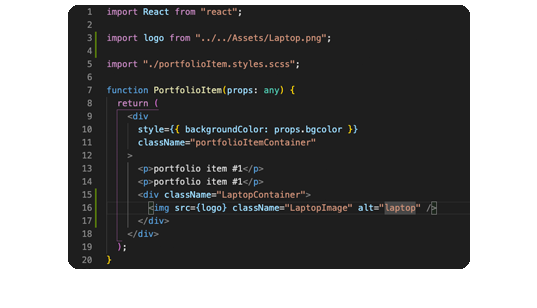 1 import React from "react";
2
3 import logo from "../../Assets/Laptop.png";
4
5 import "./portfolioItem.styles.scss";
6
7 function PortfolioItem(props: any) {
8 return (
9 <div
10 style={{ backgroundColor: props.bgcolor }}
11 className="portfolioItemContainer"
12 >
13 <p>portfolio item #1</p>
14 <p>portfolio item #1</p>
15 <div className="LaptopContainer">
16 <img src={logo} className="LaptopImage" alt="laptop" />
17 </div>
18 </div>
19 );
20 }